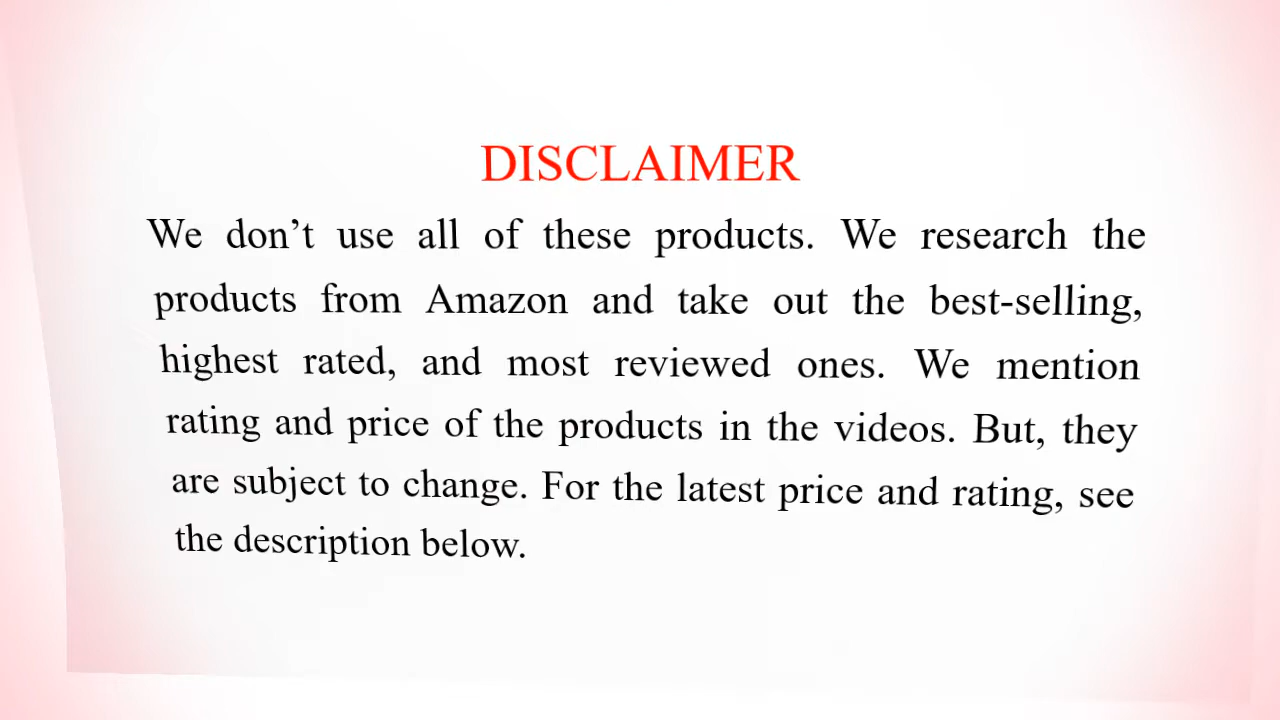 DISCLAIMER
We don’t use all of these products. We research the
products from Amazon and take out the best-selling,
highest rated, and most reviewed ones. We mention
rating and price of the products in the videos. But, they
are subject to change. For the latest price and rating, see
the description below.